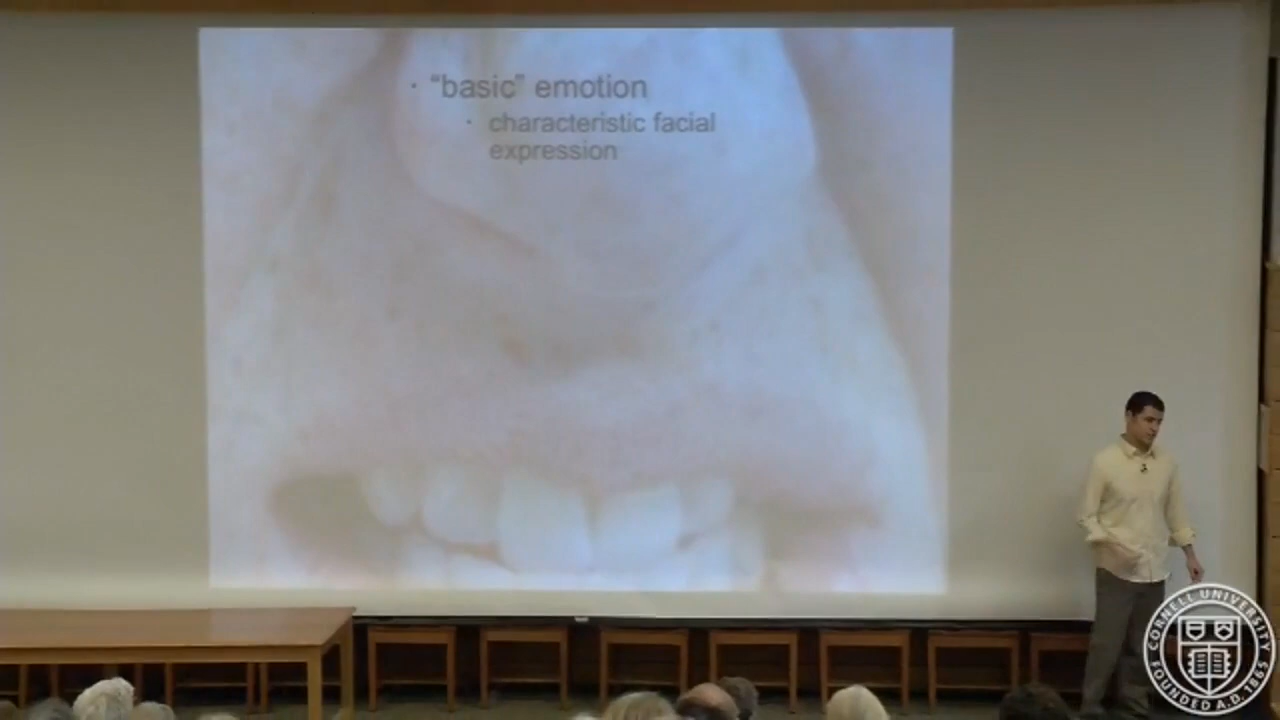 · “basic” emotion
· characteristic facial
expression
CORNELL UNIVERSITY
FOUNDED A.D. 1865